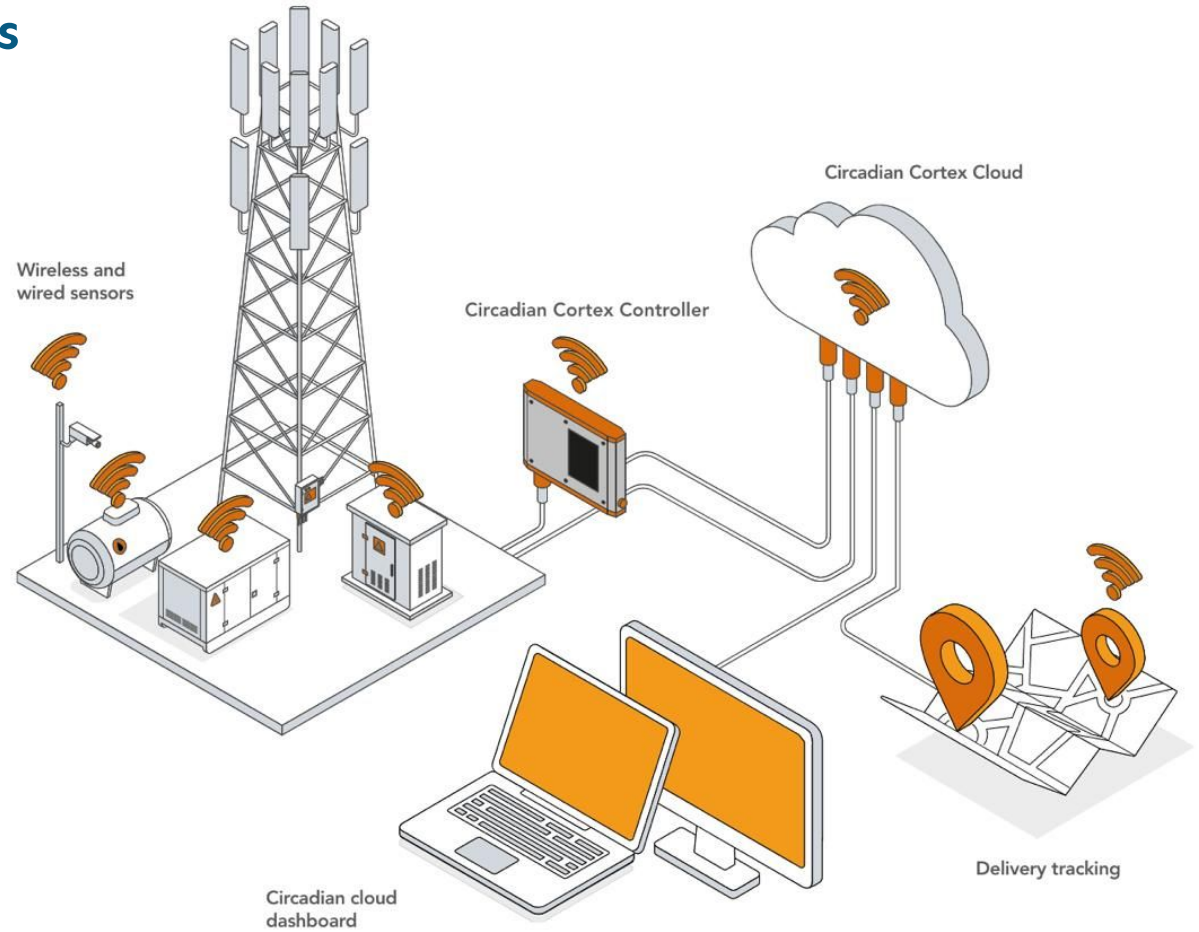 s
Circadian Cortex Cloud
Wireless and
wired sensors
Circadian Cortex Controller
Delivery tracking
Circadian cloud
dashboard